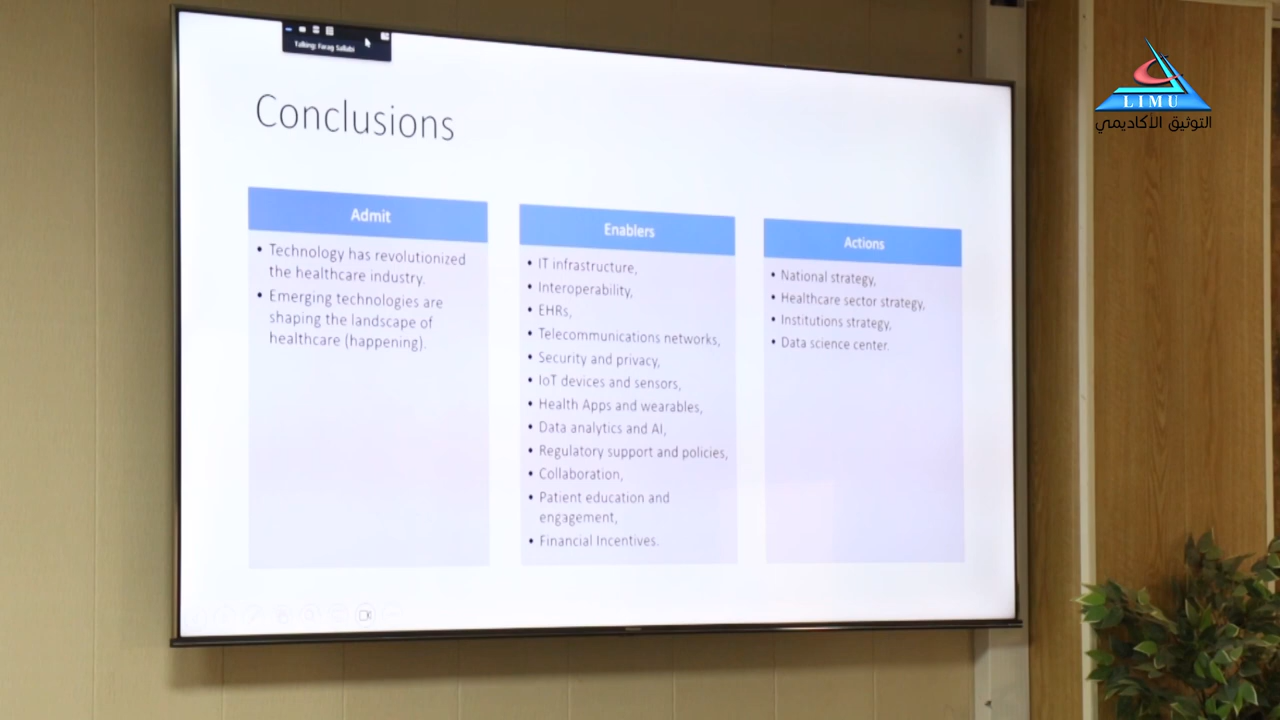 Talking: Farag Sallabi
Conclusions
Admit
• Technology has revolutionized
the healthcare industry.
• Emerging technologies are
shaping the landscape of
healthcare (happening).
Enablers
• IT infrastructure,
• Interoperability,
• EHRs,
• Telecommunications networks,
• Security and privacy,
• IoT devices and sensors,
• Health Apps and wearables,
• Data analytics and AI,
• Regulatory support and policies,
• Collaboration,
• Patient education and
engagement,
• Financial Incentives.
Actions
• National strategy,
• Healthcare sector strategy,
• Institutions strategy,
• Data science center.
LIMU
التوثيق الأكاديمي